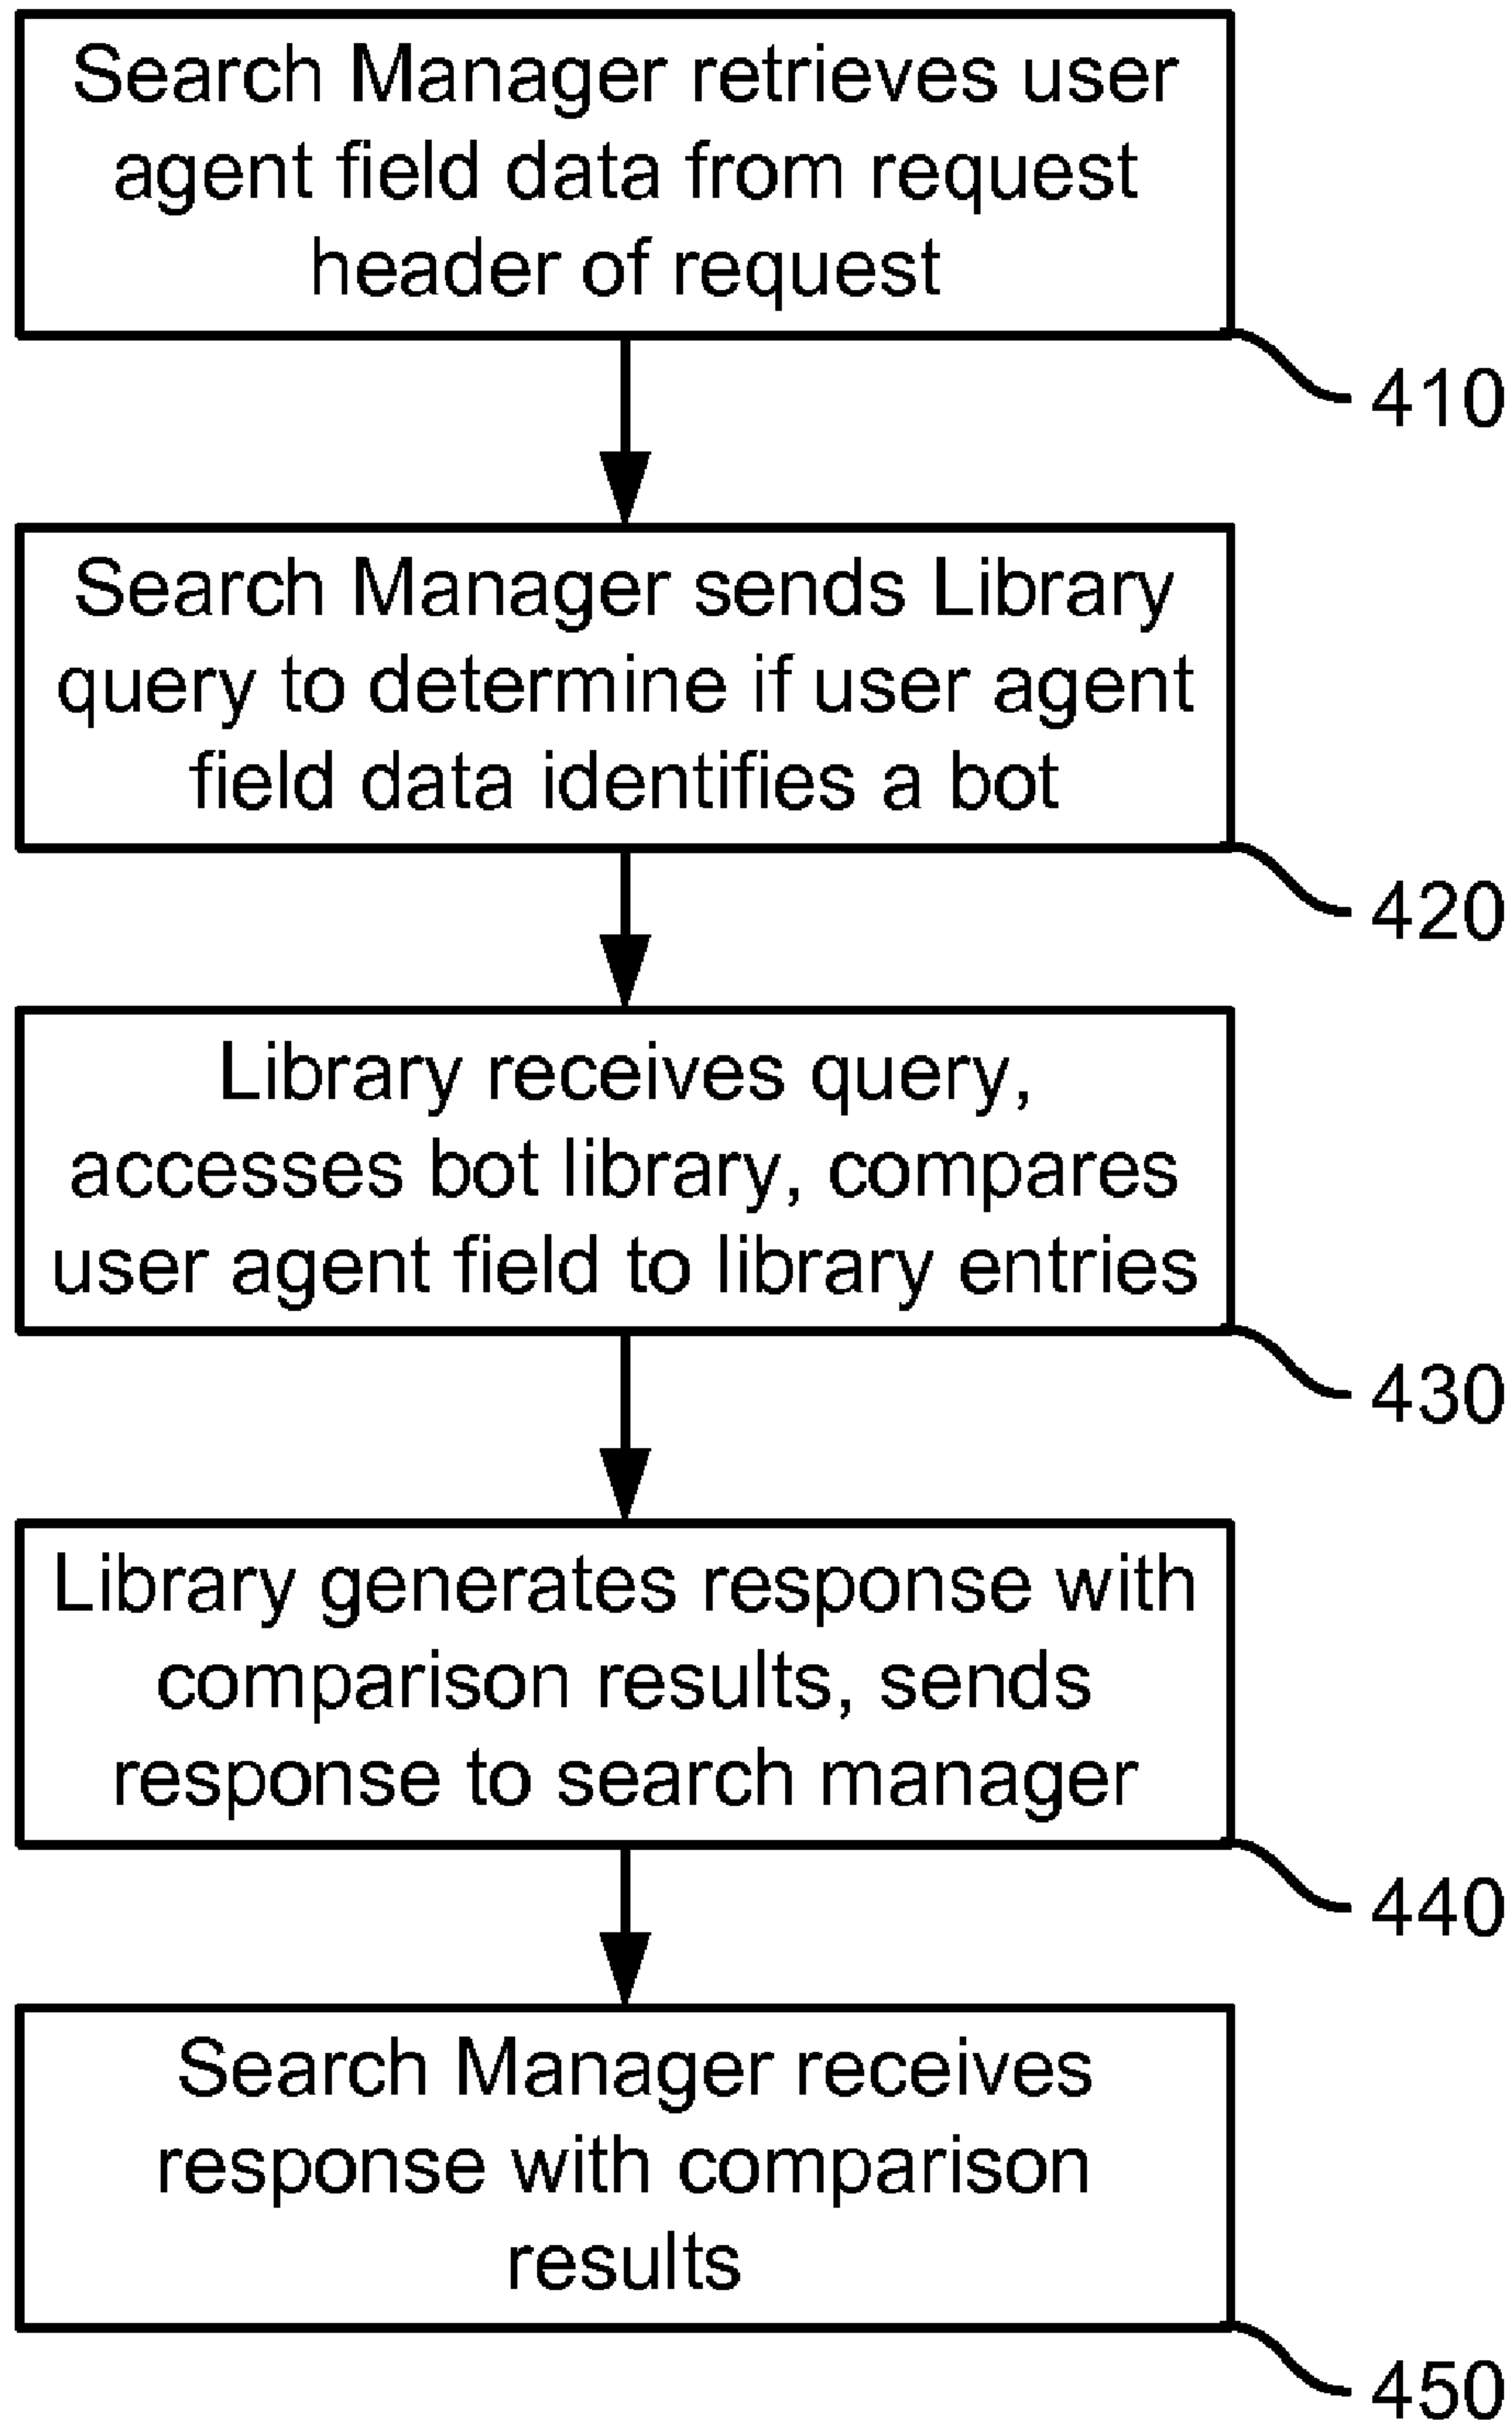 Search Manager retrieves user
agent field data from request
header of request
410
Search Manager sends Library
query to determine if user agent
field data identifies a bot
420
Library receives query,
accesses bot library, compares
user agent field to library entries
430
Library generates response with
comparison results, sends
response to search manager
440
Search Manager receives
response with comparison
results
450